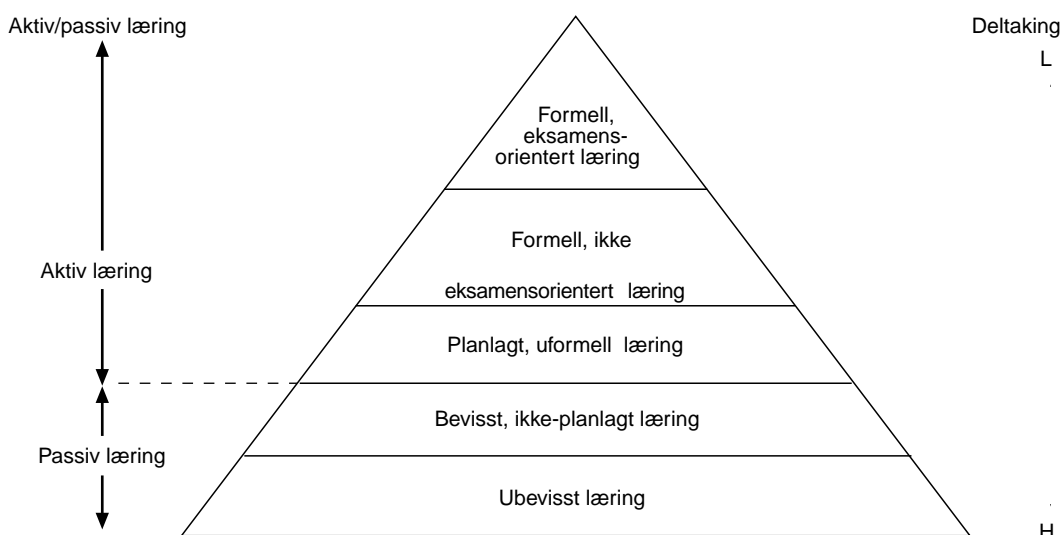 Aktiv/passiv læring
Deltaking
L
Formell,
eksamens-
orientert læring
Formell, ikke
Aktiv læring
eksamensorientert læring
Planlagt, uformell læring
Bevisst, ikke-planlagt læring
Passiv læring
Ubevisst læring
H